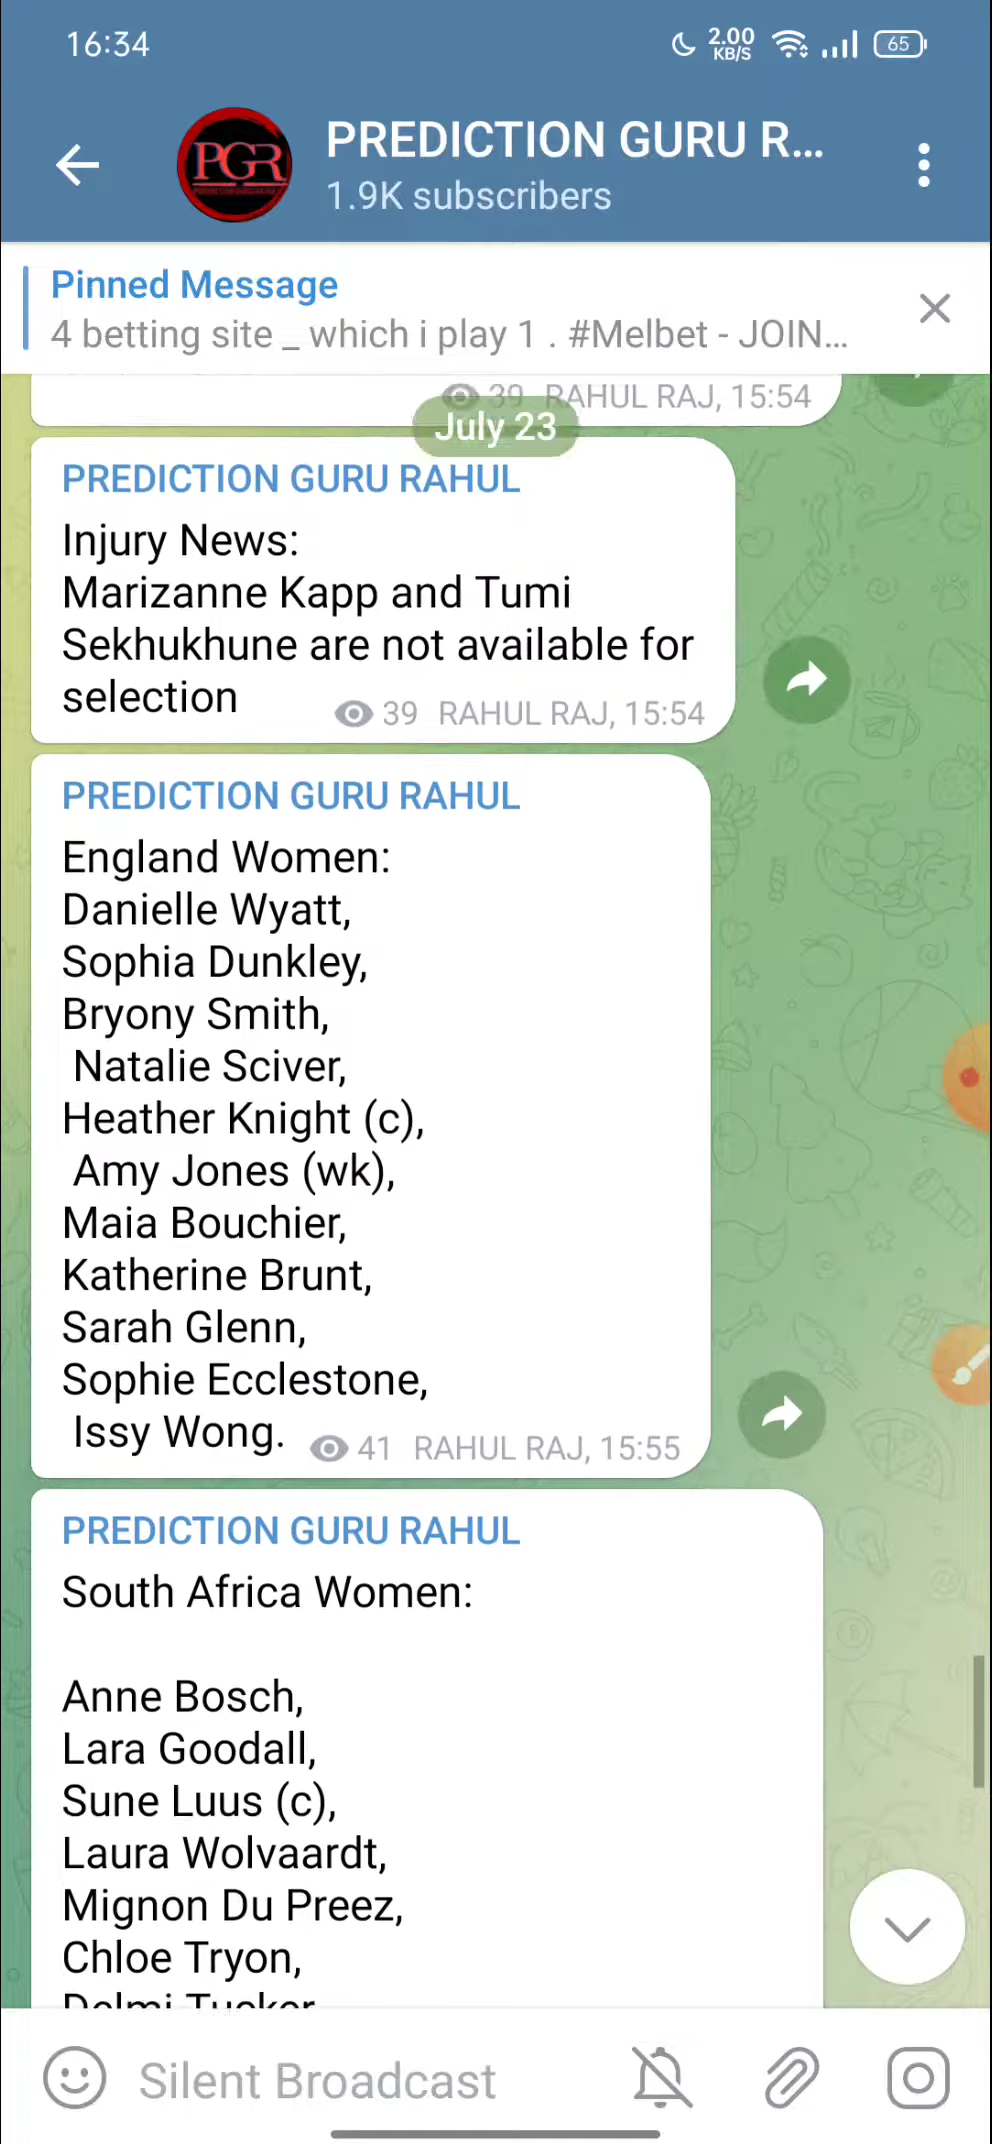 16:34
2.00
KB/S
65
PGR
PREDICTION GURU R...
1.9K subscribers
Pinned Message
4 betting site _ which i play 1 . #Melbet - JOIN...
39 RAHUL RAJ, 15:54
July 23
PREDICTION GURU RAHUL
Injury News:
Marizanne Kapp and Tumi
Sekhukhune are not available for
selection
39 RAHUL RAJ, 15:54
PREDICTION GURU RAHUL
England Women:
Danielle Wyatt,
Sophia Dunkley,
Bryony Smith,
Natalie Sciver,
Heather Knight (c),
Amy Jones (wk),
Maia Bouchier,
Katherine Brunt,
Sarah Glenn,
Sophie Ecclestone,
Issy Wong.
41 RAHUL RAJ, 15:55
PREDICTION GURU RAHUL
South Africa Women:
Anne Bosch,
Lara Goodall,
Sune Luus (c),
Laura Wolvaardt,
Mignon Du Preez,
Chloe Tryon,
Delmi Tucker
Silent Broadcast